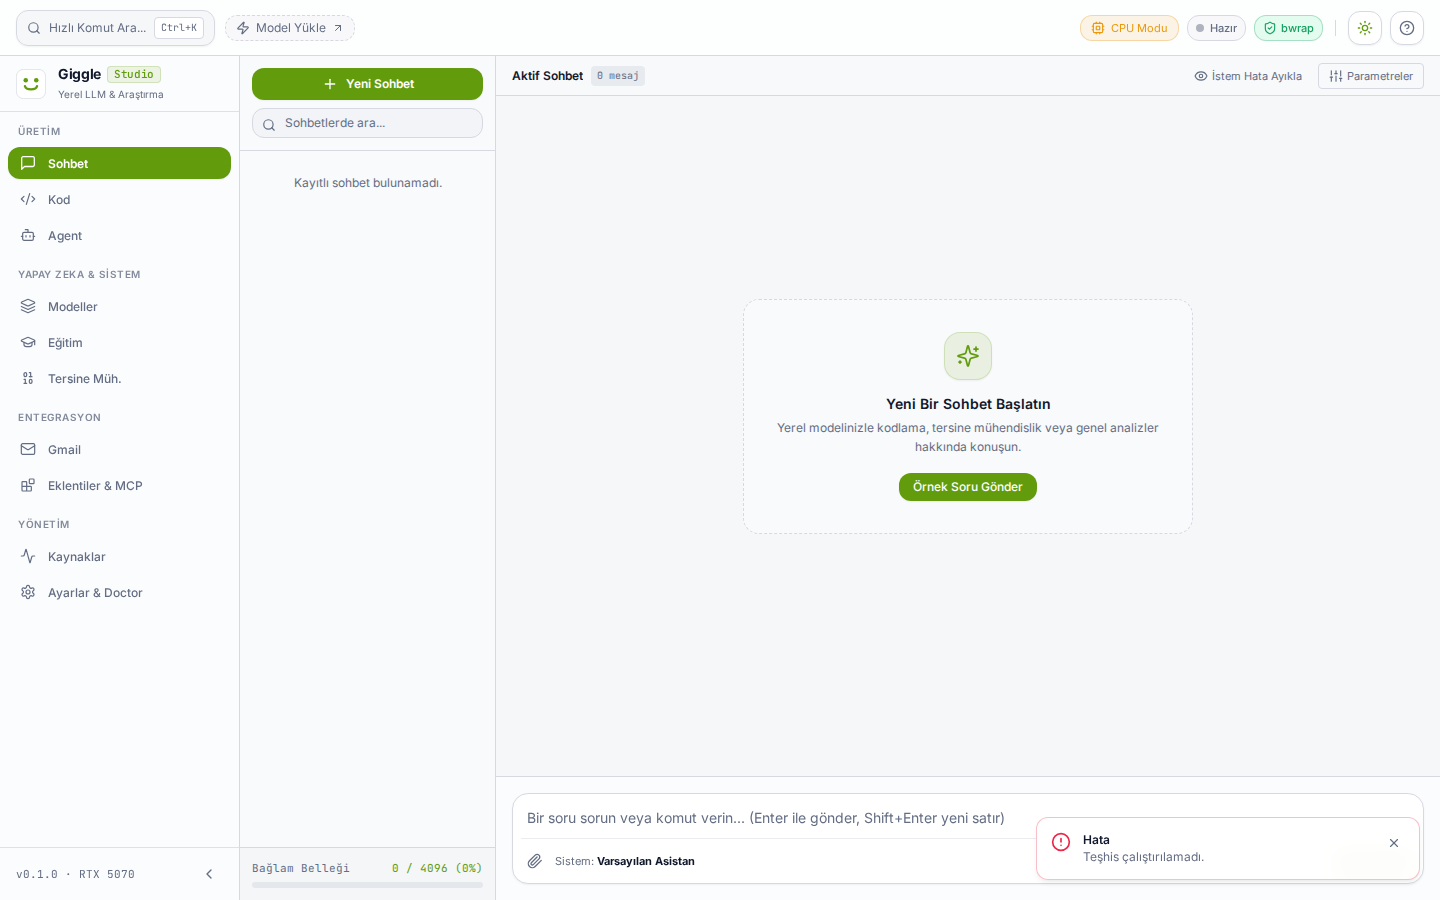 Hızlı Komut Ara... Ctrl+K
Model Yükle
CPU Modu
Hazır
bwrap
Giggle Studio
Yerel LLM & Araştırma
ÜRETİM
Sohbet
Kod
Agent
YAPAY ZEKA & SİSTEM
Modeller
Eğitim
Tersine Müh.
ENTEGRASYON
Gmail
Eklentiler & MCP
YÖNETİM
Kaynaklar
Ayarlar & Doctor
v0.1.0 · RTX 5070
Yeni Sohbet
Sohbetlerde ara...
Kayıtlı sohbet bulunamadı.
Bağlam Belleği 0 / 4096 (0%)
Aktif Sohbet 0 mesaj
İstem Hata Ayıkla
Parametreler
Yeni Bir Sohbet Başlatın
Yerel modelinizle kodlama, tersine mühendislik veya genel analizler
hakkında konuşun.
Örnek Soru Gönder
Bir soru sorun veya komut verin... (Enter ile gönder, Shift+Enter yeni satır)
Sistem: Varsayılan Asistan
Hata
Teşhis çalıştırılamadı.